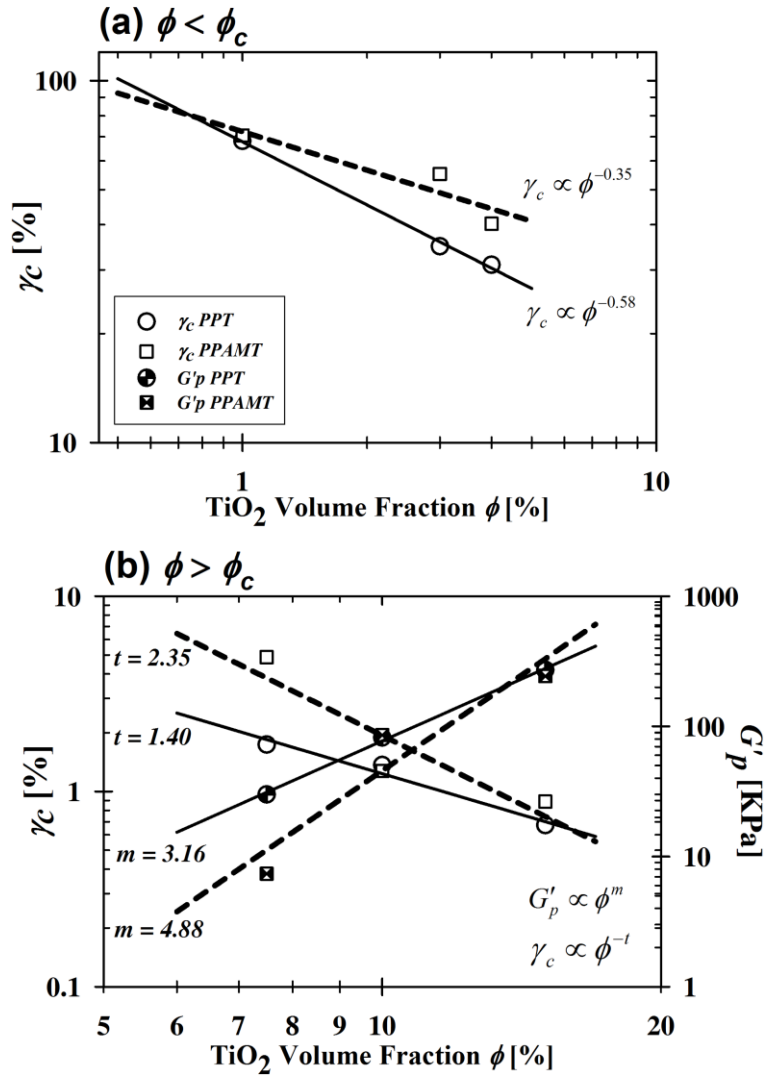 (a) ϕ < ϕc
100
γc [%]
γc ∝ ϕ^−0.35
γc ∝ ϕ^−0.58
γc PPT
γc PPAMT
G'p PPT
G'p PPAMT
10
1
10
TiO2 Volume Fraction ϕ [%]
(b) ϕ > ϕc
10
1000
t = 2.35
t = 1.40
100
γc [%]
G'p [KPa]
1
m = 3.16
10
m = 4.88
G'p ∝ ϕ^m
γc ∝ ϕ^−t
0.1
1
5 6 7 8 9 10 20
TiO2 Volume Fraction ϕ [%]